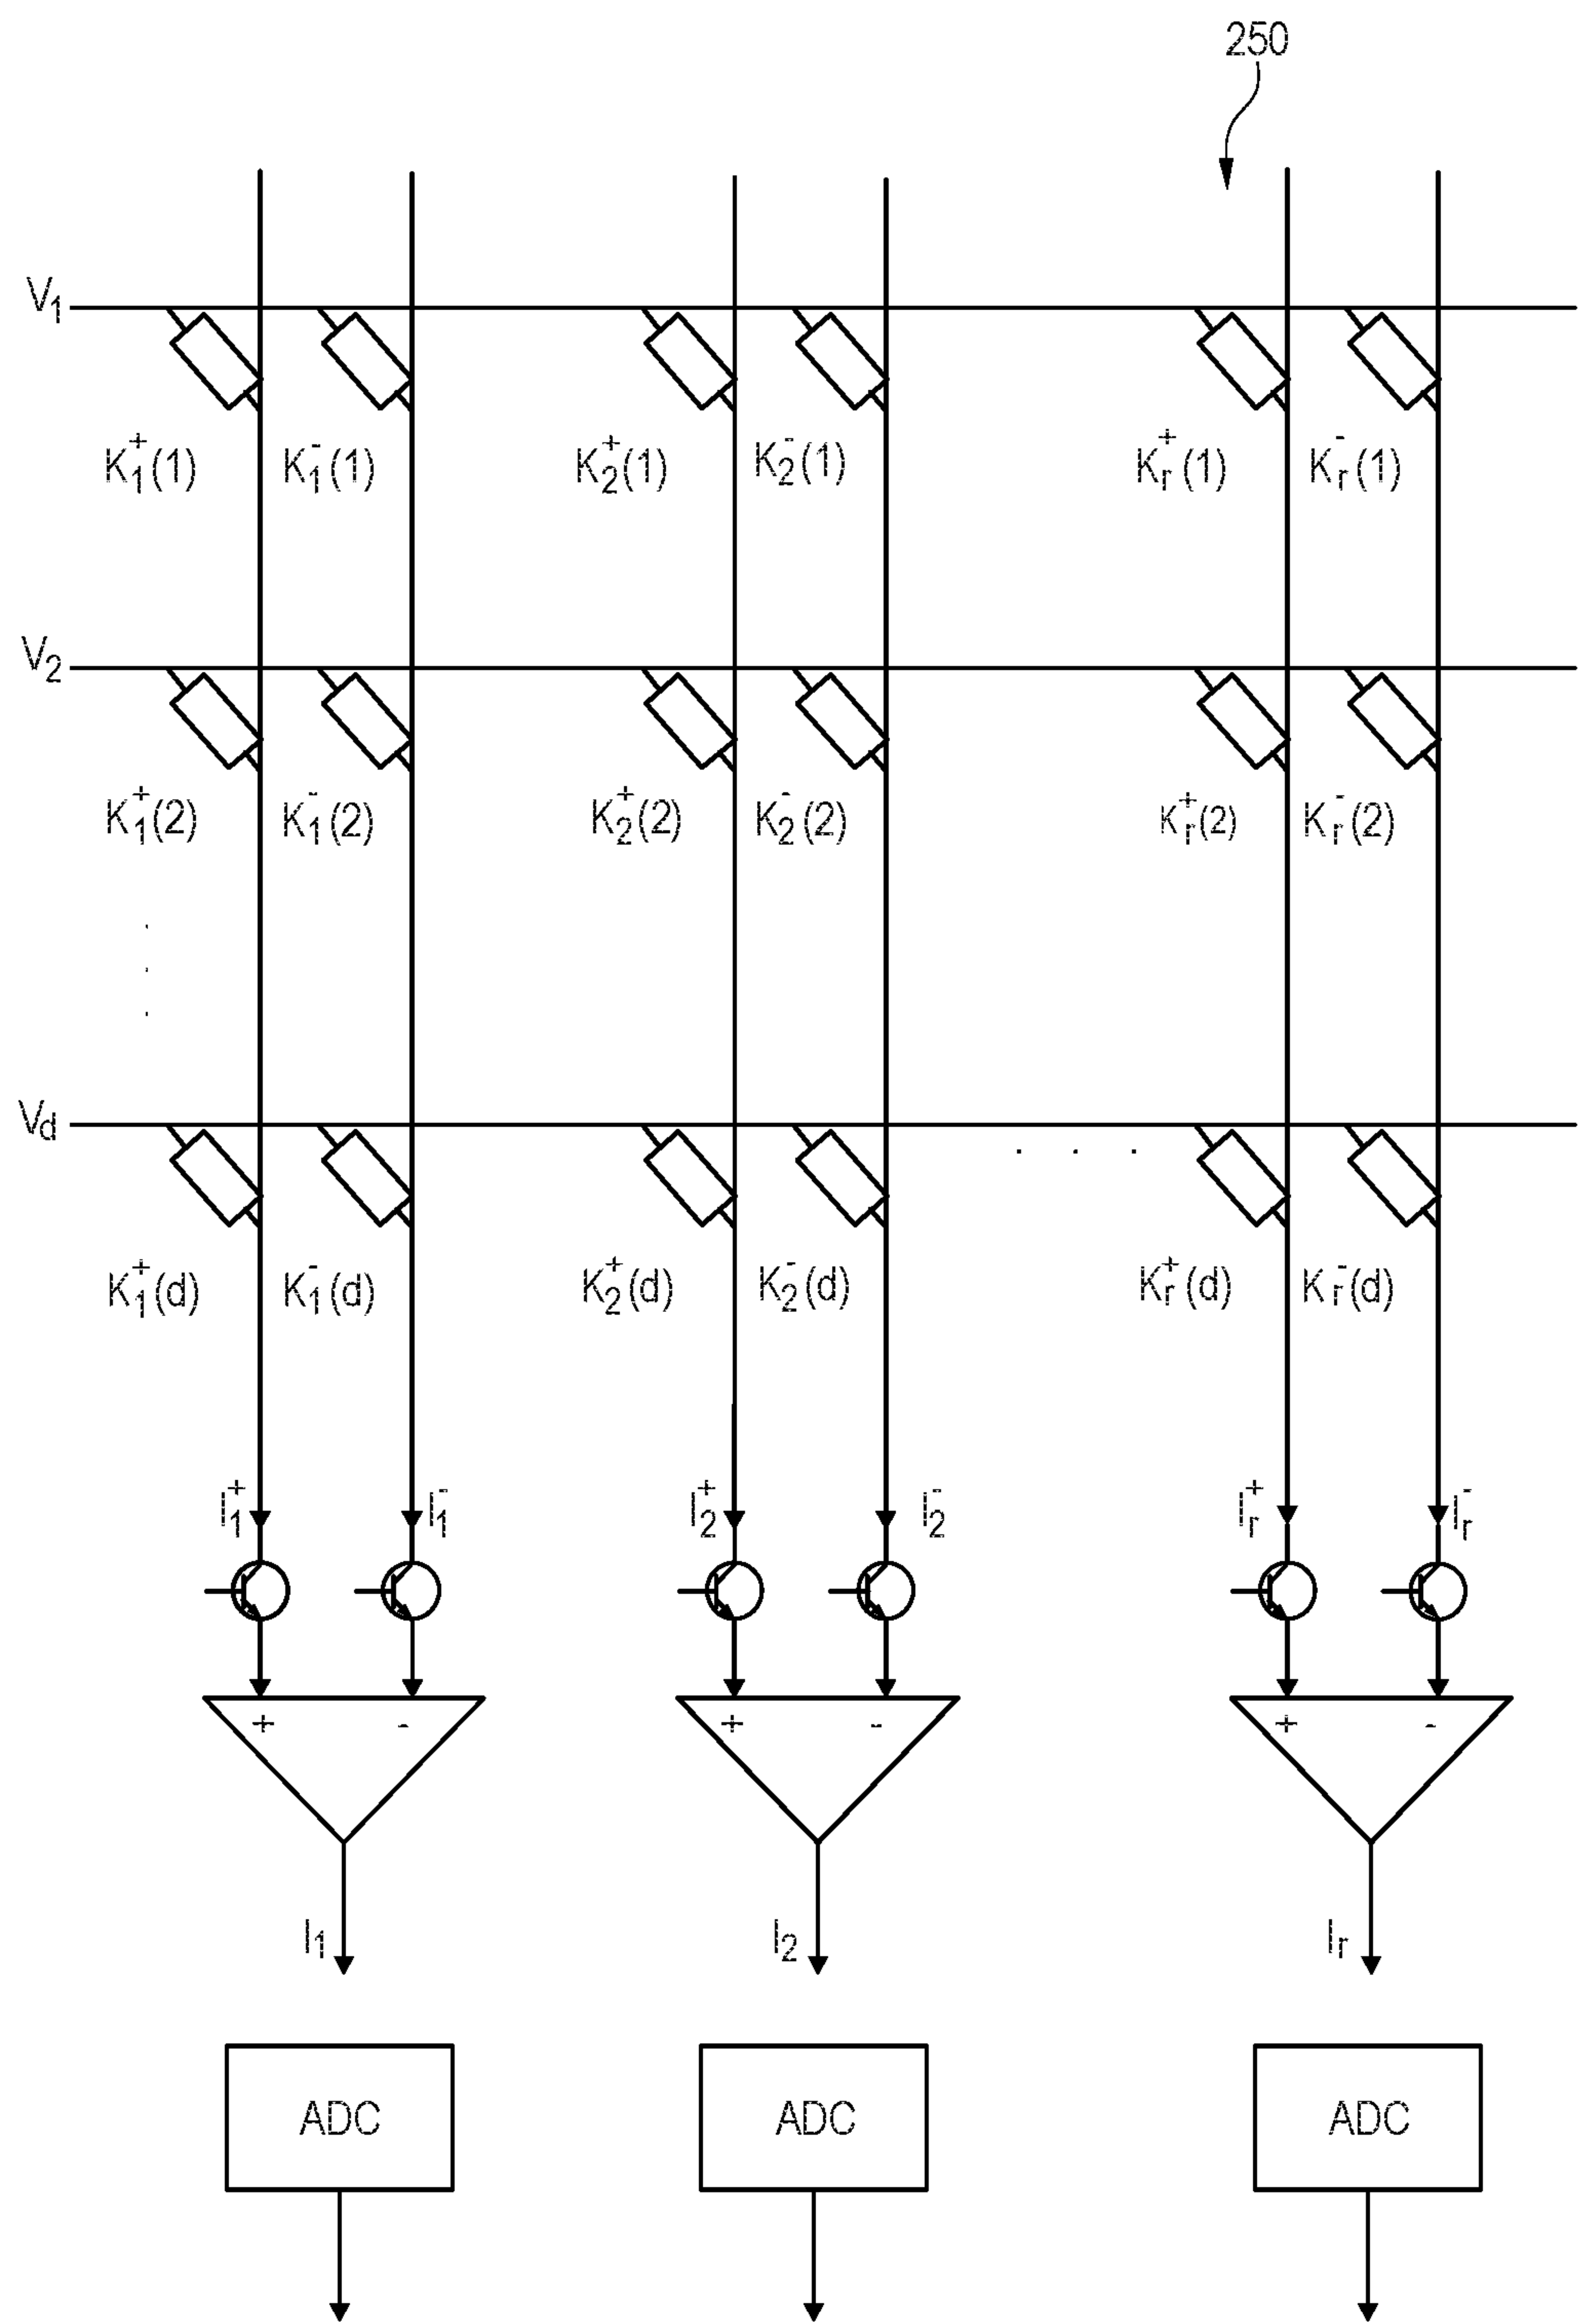 250
V₁
K₁⁺(1) K₁⁻(1) K₂⁺(1) K₂⁻(1) Kᵣ⁺(1) Kᵣ⁻(1)
V₂
K₁⁺(2) K₁⁻(2) K₂⁺(2) K₂⁻(2) Kᵣ⁺(2) Kᵣ⁻(2)
. . .
Vd
. . .
K₁⁺(d) K₁⁻(d) K₂⁺(d) K₂⁻(d) Kᵣ⁺(d) Kᵣ⁻(d)
I₁⁺ I₁⁻ I₂⁺ I₂⁻ Iᵣ⁺ Iᵣ⁻
+ - + - + -
I₁ I₂ Iᵣ
ADC ADC ADC